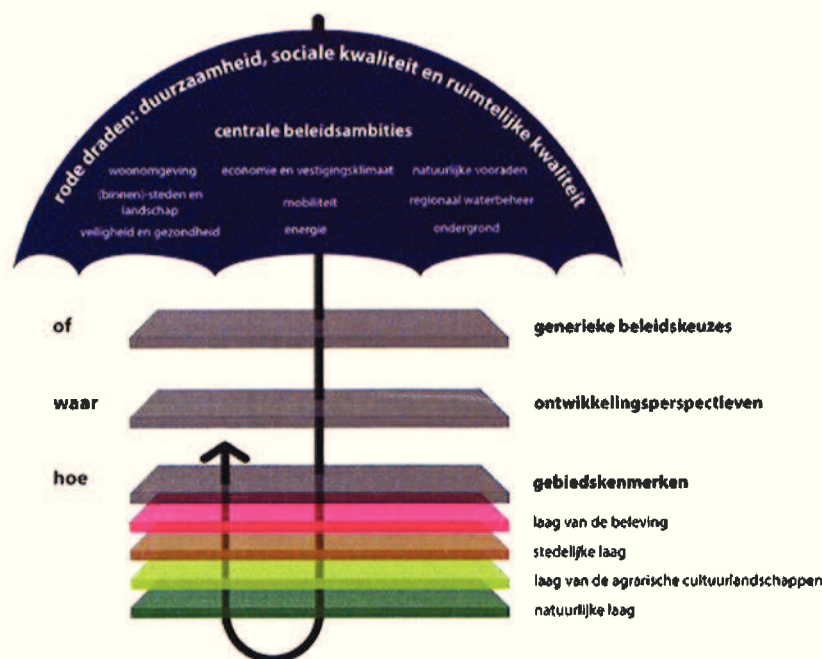 rode draden: duurzaamheid, sociale kwaliteit en ruimtelijke kwaliteit
centrale beleidsambities
woonomgeving
economie en vestigingsklimaat
natuurlijke vooraden
(binnen)-steden en
landschap
mobiliteit
regionaal waterbeheer
veiligheid en gezondheid
energie
ondergrond
of
generieke beleidskeuzes
waar
ontwikkelingsperspectieven
hoe
gebiedskenmerken
laag van de beleving
stedelijke laag
laag van de agrarische cultuurlandschappen
natuurlijke laag